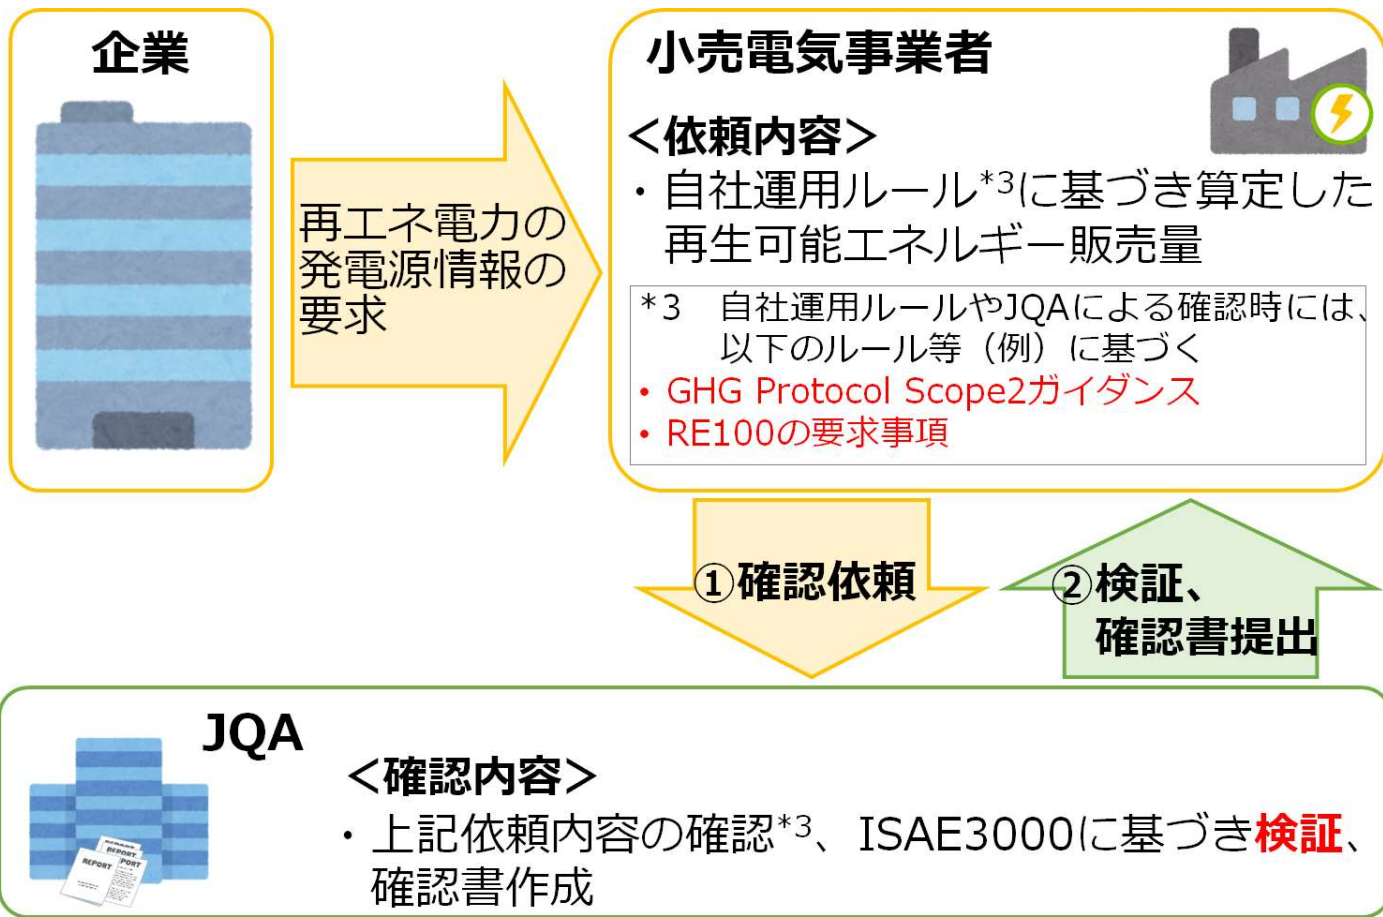 企業
再エネ電力の
発電源情報の
要求
小売電気事業者
＜依頼内容＞
・自社運用ルール*3に基づき算定した
再生可能エネルギー販売量
*3　自社運用ルールやJQAによる確認時には、
以下のルール等（例）に基づく
• GHG Protocol Scope2ガイダンス
• RE100の要求事項
①確認依頼
②検証、
確認書提出
JQA
＜確認内容＞
・上記依頼内容の確認*3、ISAE3000に基づき検証、
確認書作成
REPORT
REPORT
REPORT